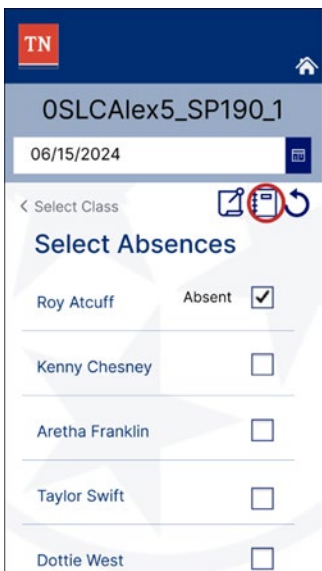 TN
0SLCAlex5_SP190_1
06/15/2024
< Select Class
Select Absences
Roy Atcuff Absent
Kenny Chesney
Aretha Franklin
Taylor Swift
Dottie West